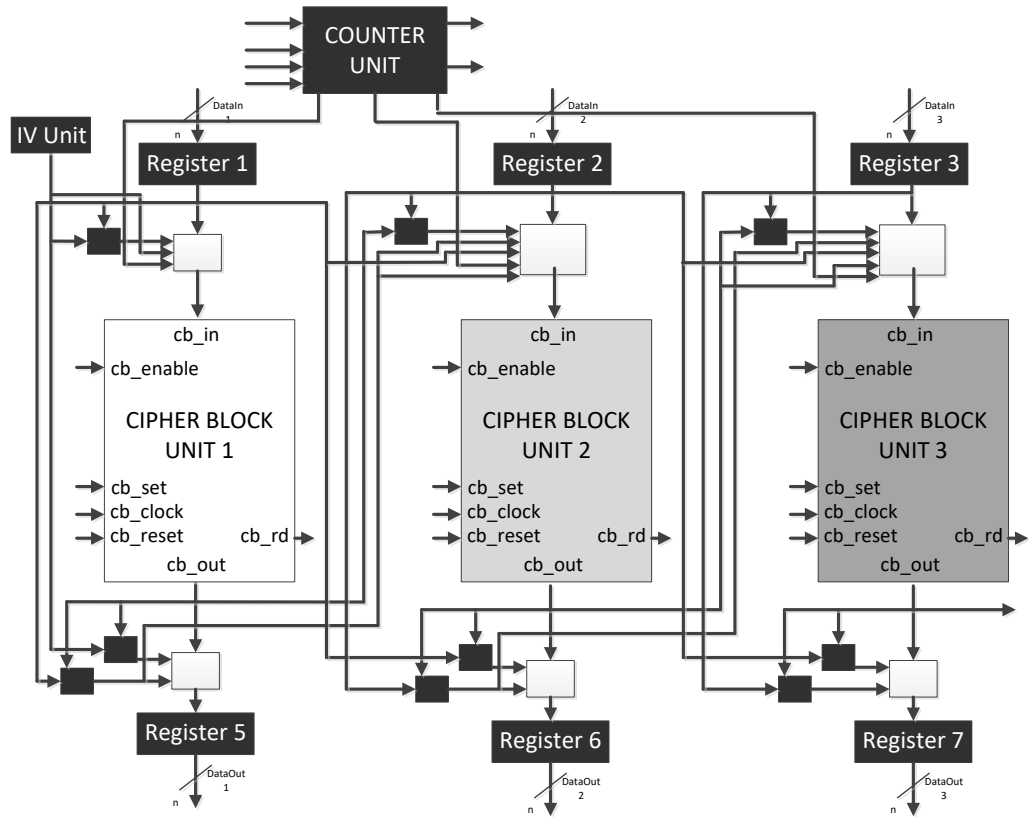 COUNTER
UNIT
DataIn
1
n
DataIn
2
n
DataIn
3
n
IV Unit
Register 1
Register 2
Register 3
cb_in
cb_enable
CIPHER BLOCK
UNIT 1
cb_set
cb_clock
cb_reset
cb_rd
cb_out
cb_in
cb_enable
CIPHER BLOCK
UNIT 2
cb_set
cb_clock
cb_reset
cb_rd
cb_out
cb_in
cb_enable
CIPHER BLOCK
UNIT 3
cb_set
cb_clock
cb_reset
cb_rd
cb_out
Register 5
Register 6
Register 7
DataOut
1
n
DataOut
2
n
DataOut
3
n